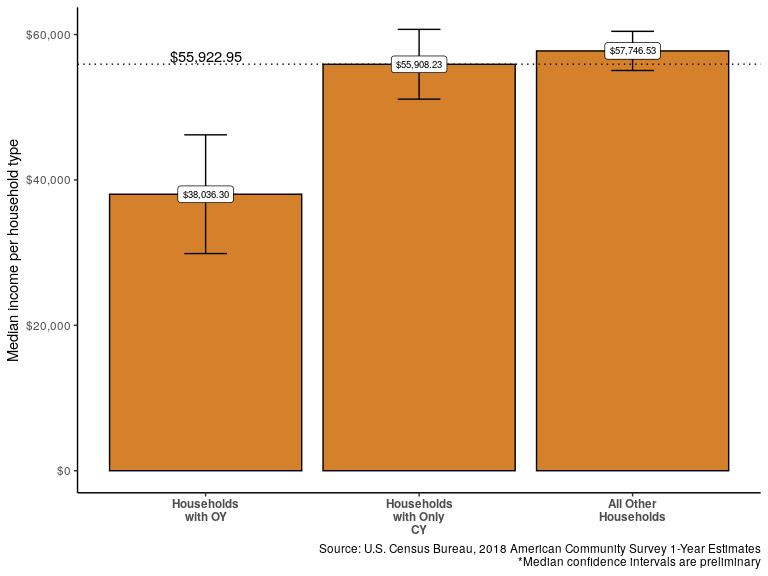 Median income per household type
$60,000
$40,000
$20,000
$0
$55,922.95
$38,036.30
$55,908.23
$57,746.53
Households
with OY
Households
with Only
CY
All Other
Households
Source: U.S. Census Bureau, 2018 American Community Survey 1-Year Estimates
*Median confidence intervals are preliminary